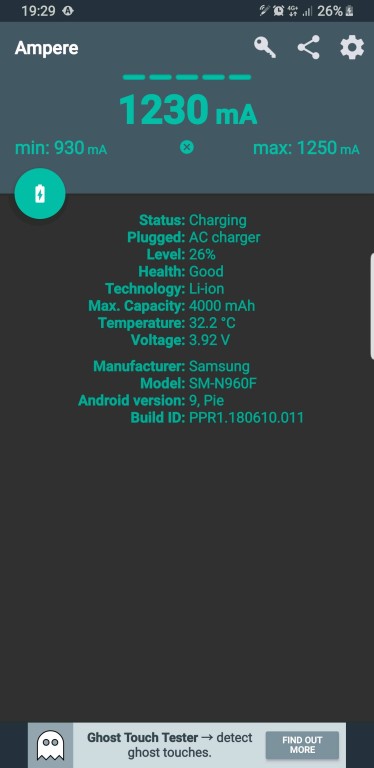 19:29 4G+ 26%
Ampere
1230 mA
min: 930 mA max: 1250 mA
Status: Charging
Plugged: AC charger
Level: 26%
Health: Good
Technology: Li-ion
Max. Capacity: 4000 mAh
Temperature: 32.2 °C
Voltage: 3.92 V
Manufacturer: Samsung
Model: SM-N960F
Android version: 9, Pie
Build ID: PPR1.180610.011
Ghost Touch Tester → detect
ghost touches.
FIND OUT
MORE